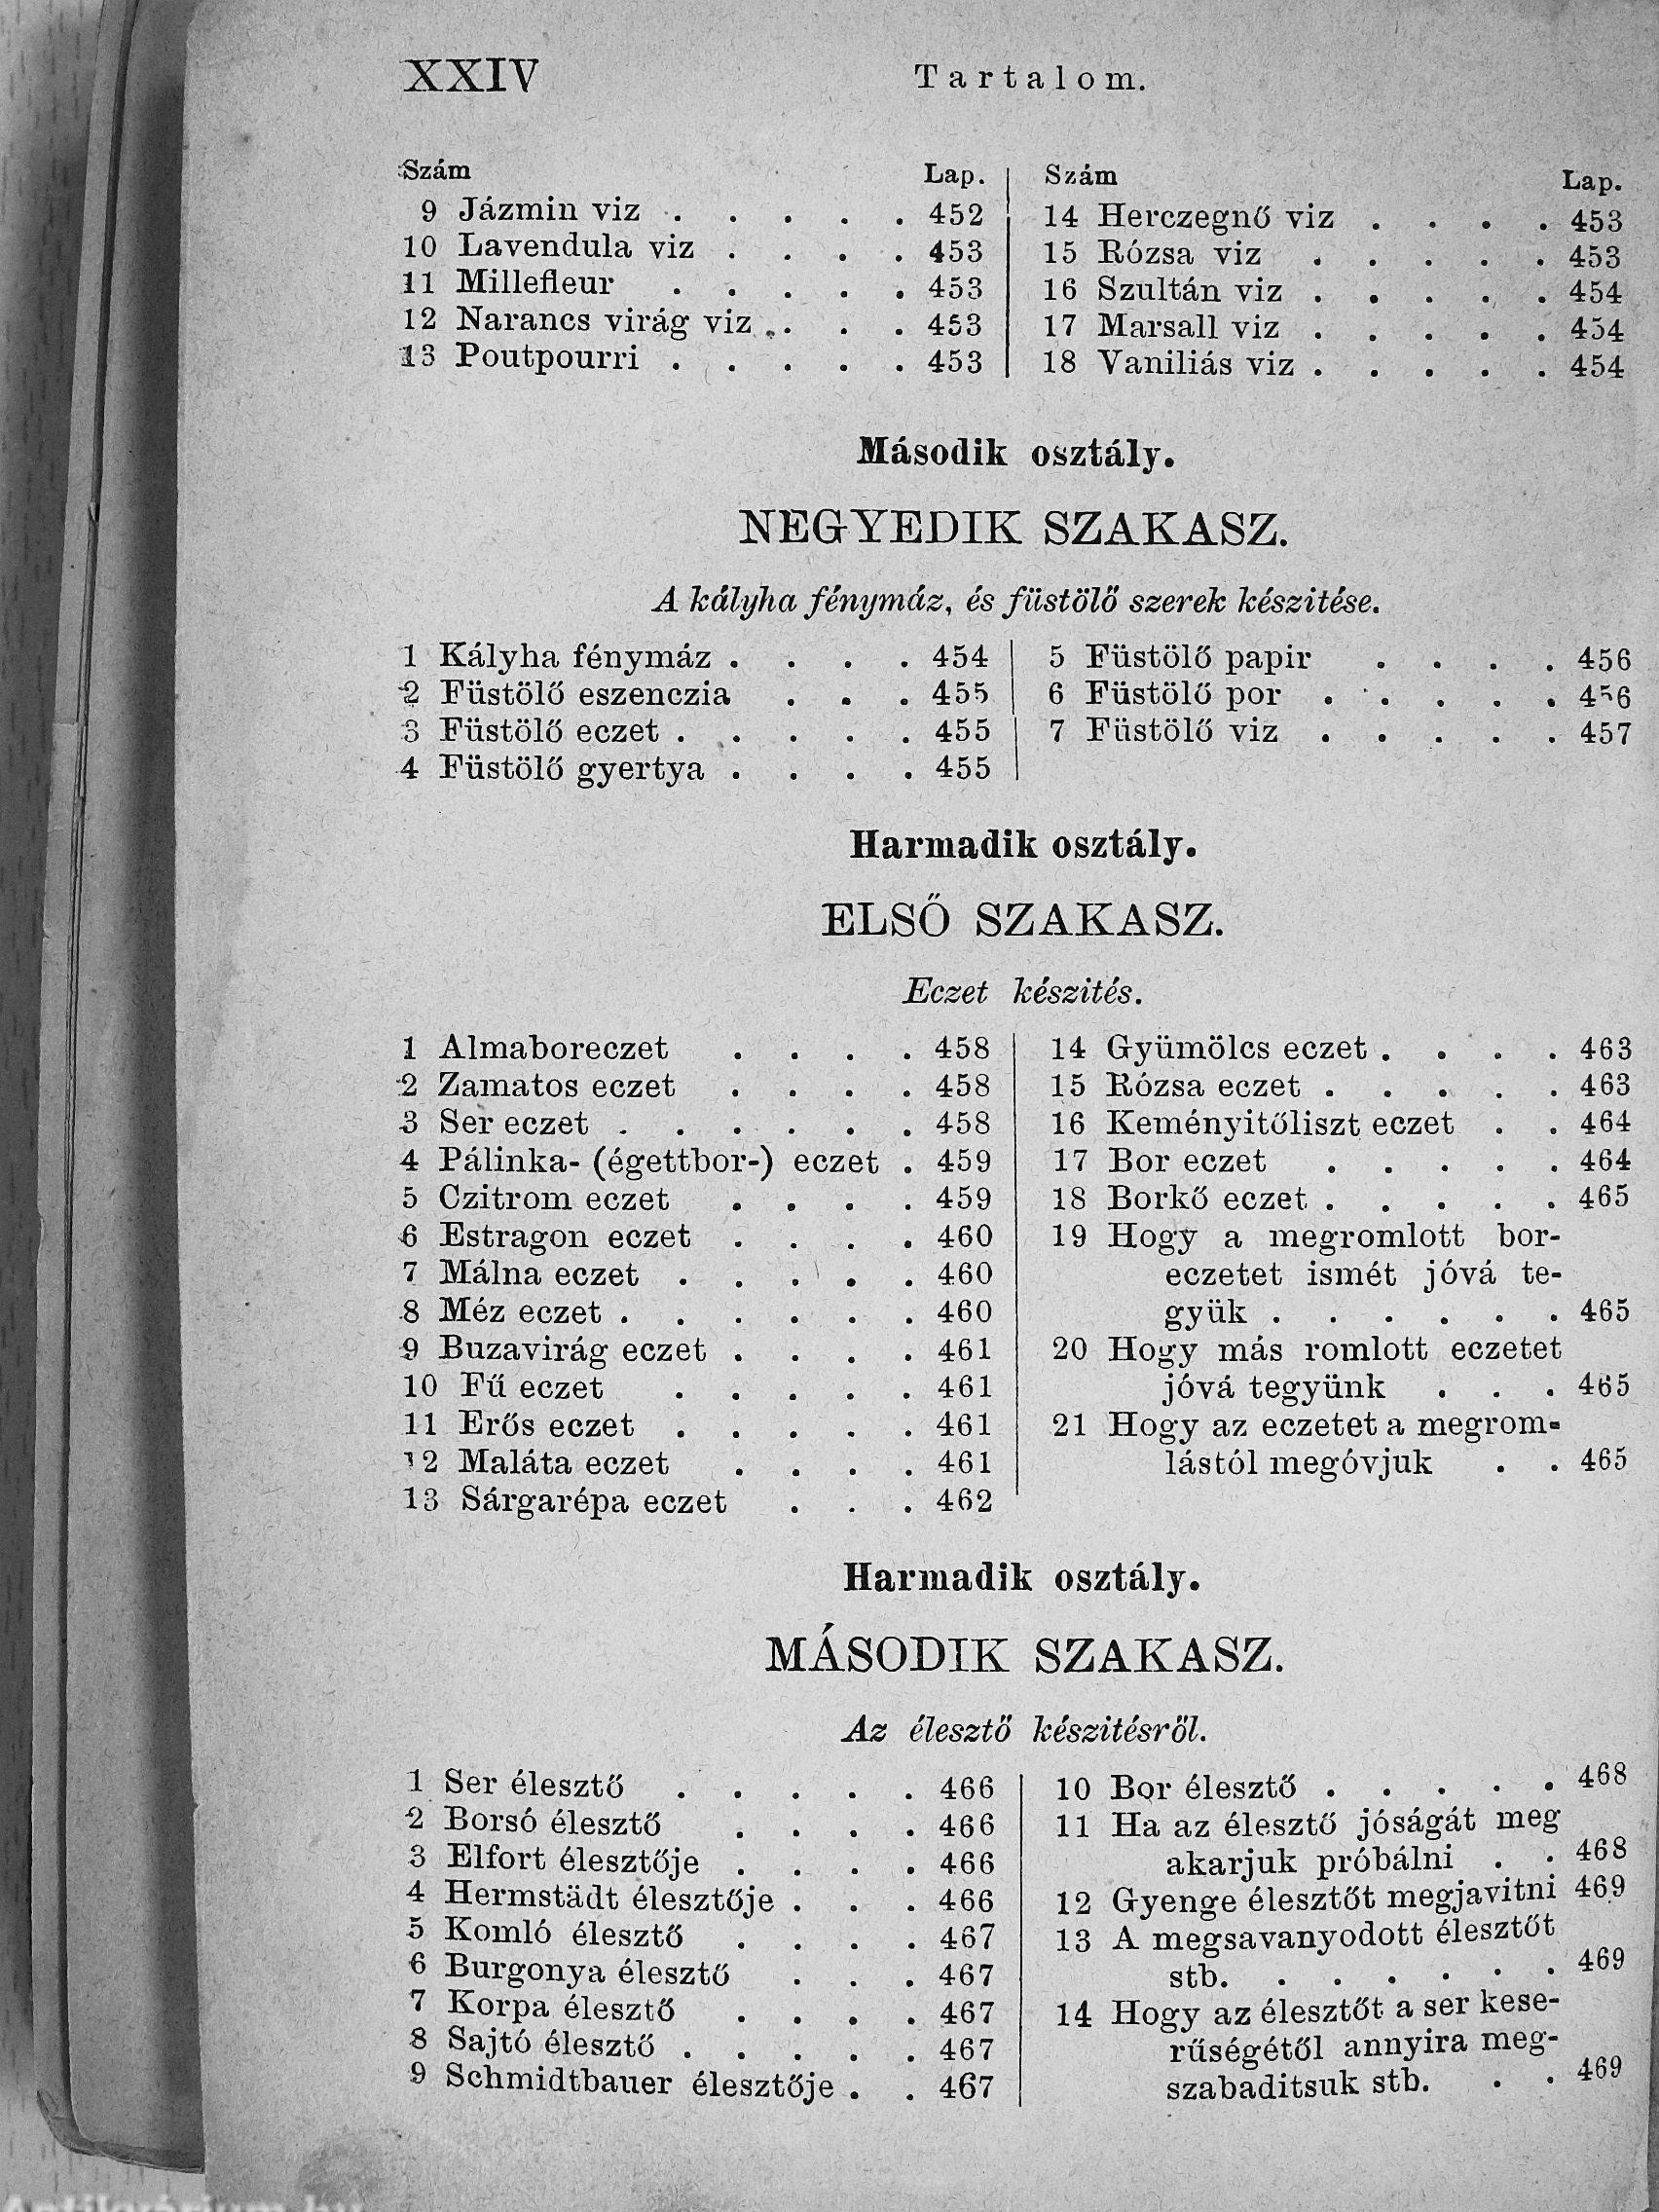 XXIV Tartalom.
Szám Lap.
9 Jázmin viz . . . . . 452
10 Lavendula viz . . . . 453
11 Millefleur . . . . . 453
12 Narancs virág viz . . . 453
13 Poutpourri . . . . . 453
Szám Lap.
14 Herczegnő viz . . . . 453
15 Rózsa viz . . . . . 453
16 Szultán viz . . . . . 454
17 Marsall viz . . . . . 454
18 Vaniliás viz . . . . . 454
Második osztály.
NEGYEDIK SZAKASZ.
A kályha fénymáz, és füstölő szerek készitése.
1 Kályha fénymáz . . . . 454
2 Füstölő eszenczia . . . 455
3 Füstölő eczet . . . . . 455
4 Füstölő gyertya . . . . 455
5 Füstölő papir . . . . 456
6 Füstölő por . . . . . 456
7 Füstölő viz . . . . . 457
Harmadik osztály.
ELSŐ SZAKASZ.
Eczet készités.
1 Almaboreczet . . . . 458
2 Zamatos eczet . . . . 458
3 Ser eczet . . . . . . 458
4 Pálinka- (égettbor-) eczet . 459
5 Czitrom eczet . . . . 459
6 Estragon eczet . . . . 460
7 Málna eczet . . . . . 460
8 Méz eczet . . . . . . 460
9 Buzavirág eczet . . . . 461
10 Fű eczet . . . . . 461
11 Erős eczet . . . . . 461
12 Maláta eczet . . . . 461
13 Sárgarépa eczet . . . 462
14 Gyümölcs eczet . . . . 463
15 Rózsa eczet . . . . . 463
16 Keményitőliszt eczet . . 464
17 Bor eczet . . . . . 464
18 Borkő eczet . . . . . 465
19 Hogy a megromlott bor-
eczetet ismét jóvá te-
gyük . . . . . . 465
20 Hogy más romlott eczetet
jóvá tegyünk . . . 465
21 Hogy az eczetet a megrom-
lástól megóvjuk . . 465
Harmadik osztály.
MÁSODIK SZAKASZ.
Az élesztő készitésről.
1 Ser élesztő . . . . . 466
2 Borsó élesztő . . . . 466
3 Elfort élesztője . . . . 466
4 Hermstädt élesztője . . . 466
5 Komló élesztő . . . . 467
6 Burgonya élesztő . . . 467
7 Korpa élesztő . . . . 467
8 Sajtó élesztő . . . . . 467
9 Schmidtbauer élesztője . . 467
10 Bor élesztő . . . . . 468
11 Ha az élesztő jóságát meg
akarjuk próbálni . . 468
12 Gyenge élesztőt megjavitni 469
13 A megsavanyodott élesztőt
stb. . . . . . . 469
14 Hogy az élesztőt a ser kese-
rűségétől annyira meg-
szabaditsuk stb. . . 469